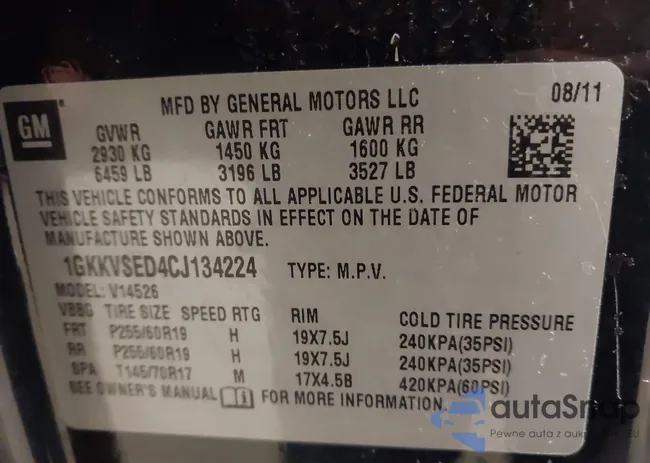 GM
MFD BY GENERAL MOTORS LLC 08/11
GVWR GAWR FRT GAWR RR
2930 KG 1450 KG 1600 KG
6459 LB 3196 LB 3527 LB
THIS VEHICLE CONFORMS TO ALL APPLICABLE U.S. FEDERAL MOTOR
VEHICLE SAFETY STANDARDS IN EFFECT ON THE DATE OF
MANUFACTURE SHOWN ABOVE.
1GKKVSED4CJ134224 TYPE: M.P.V.
MODEL: V14526
VBBG TIRE SIZE SPEED RTG RIM COLD TIRE PRESSURE
FRT P255/60R19 H 19X7.5J 240KPA(35PSI)
RR P255/60R19 H 19X7.5J 240KPA(35PSI)
SPA T145/70R17 M 17X4.5B 420KPA(60PSI)
SEE OWNER'S MANUAL FOR MORE INFORMATION.
autaSnap
Pewne auta z aukcji